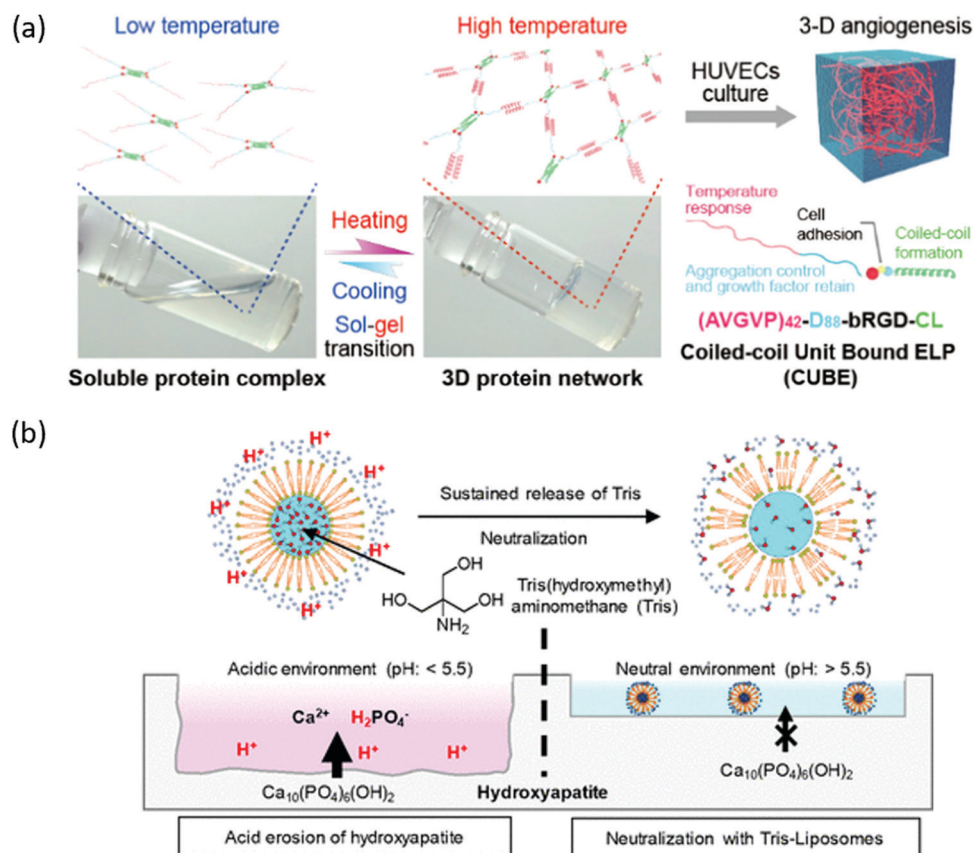 (a)
Low temperature
High temperature
3-D angiogenesis
HUVECs
culture
Heating
Cooling
Sol-gel
transition
Temperature
response
Cell
adhesion
Coiled-coil
formation
Aggregation control
and growth factor retain
(AVGVP)42-D88-bRGD-CL
Soluble protein complex
3D protein network
Coiled-coil Unit Bound ELP
(CUBE)
(b)
H⁺
H⁺
H⁺
H⁺
H⁺
H⁺
H⁺
H⁺
Sustained release of Tris
Neutralization
OH
HO
OH
NH₂
Tris(hydroxymethyl)
aminomethane (Tris)
Acidic environment (pH: < 5.5)
Neutral environment (pH: > 5.5)
Ca²⁺ H₂PO₄⁻
H⁺ H⁺ H⁺
Ca₁₀(PO₄)₆(OH)₂
Hydroxyapatite
Ca₁₀(PO₄)₆(OH)₂
Acid erosion of hydroxyapatite
Neutralization with Tris-Liposomes